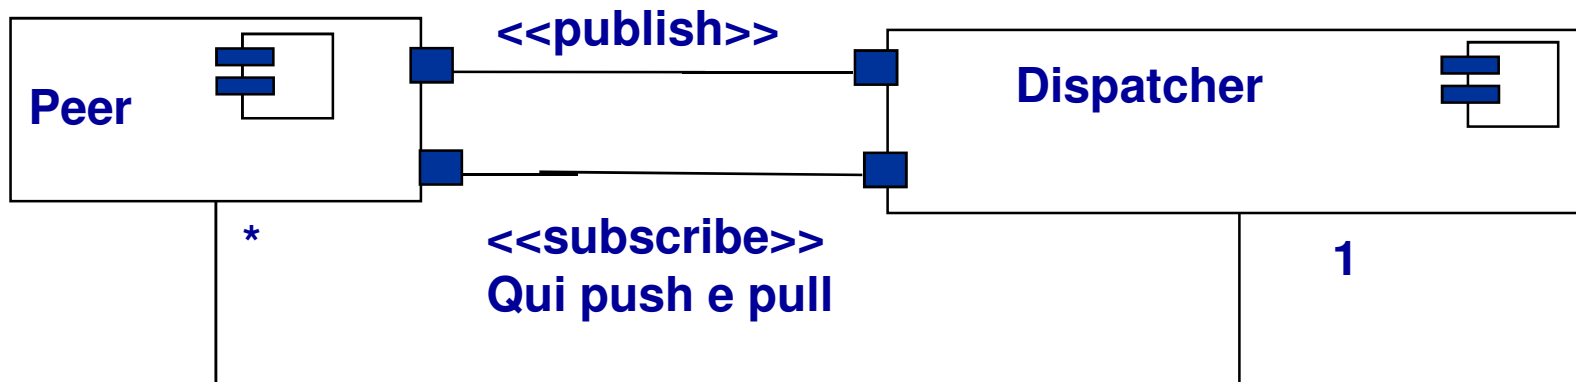 <<publish>>
Peer
Dispatcher
*
<<subscribe>>
Qui push e pull
1